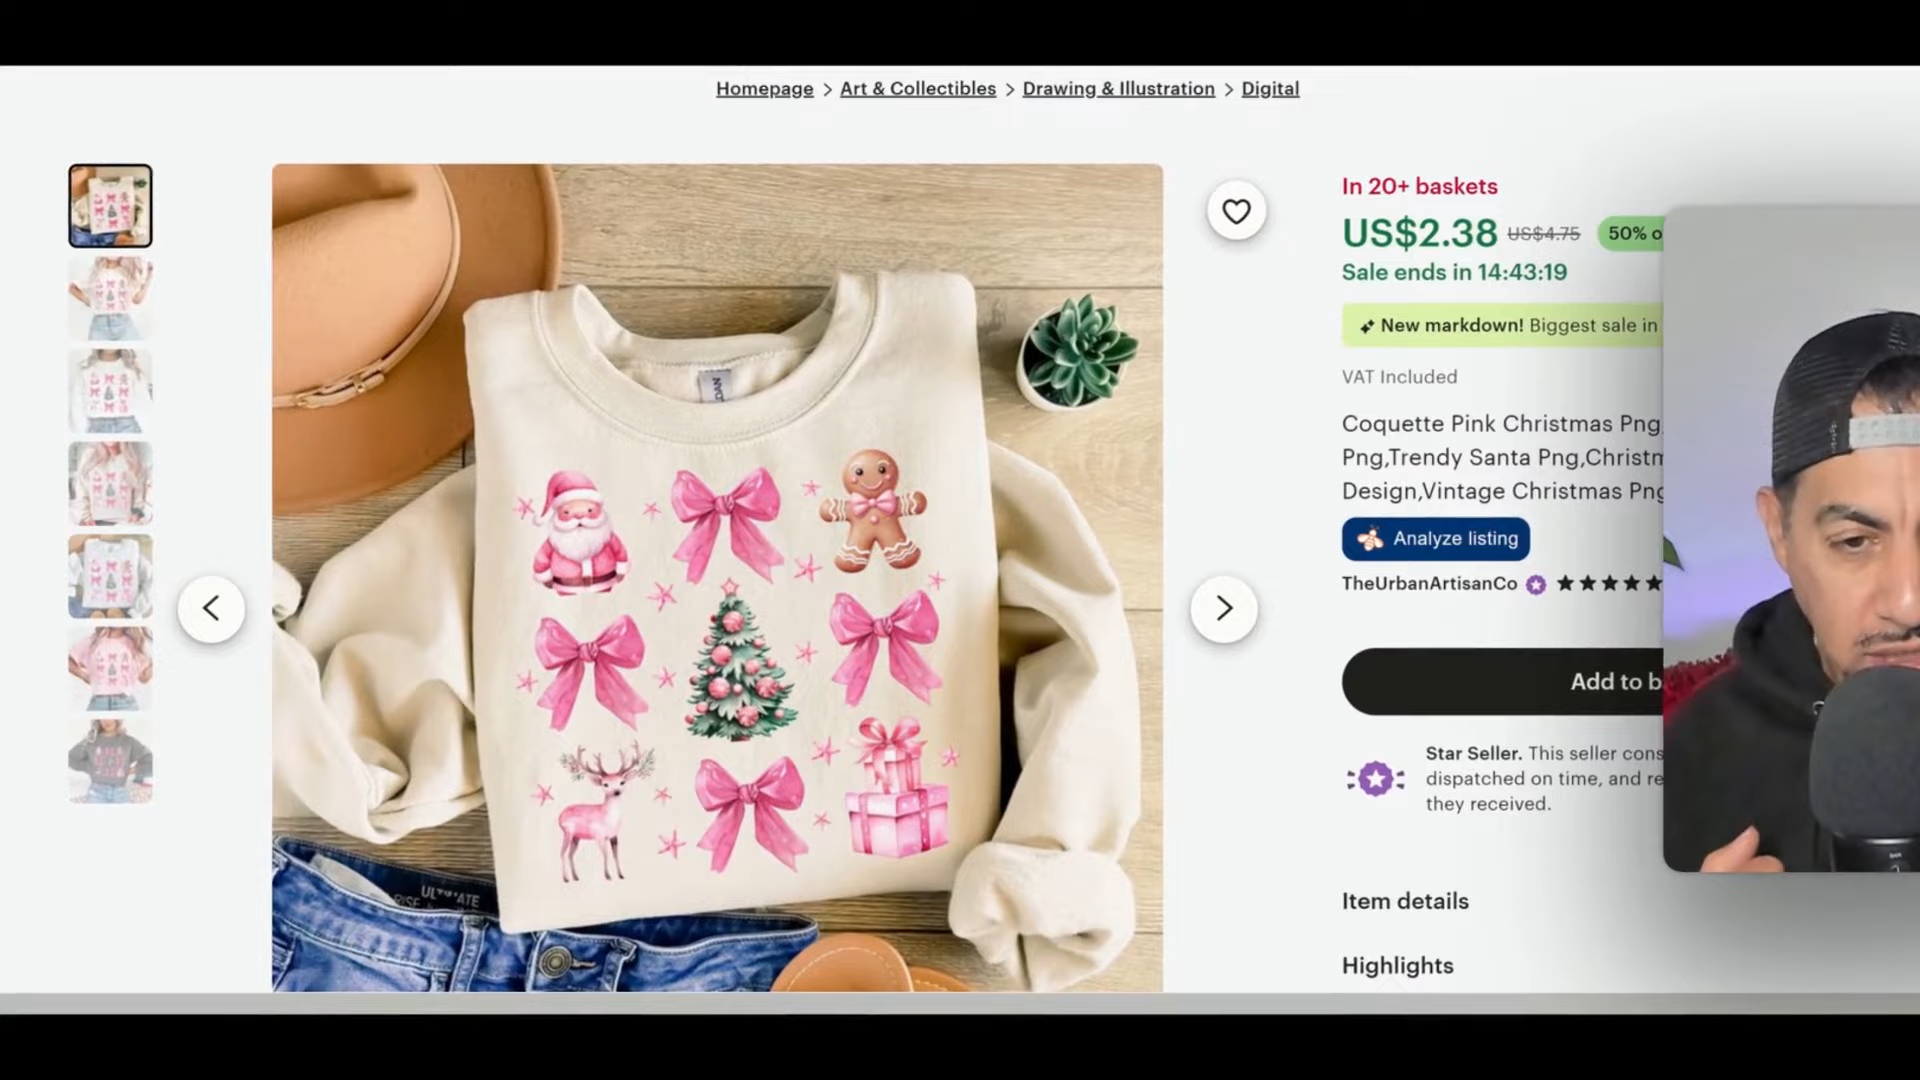 Homepage > Art & Collectibles > Drawing & Illustration > Digital
In 20+ baskets
US$2.38 US$4.75 50% o
Sale ends in 14:43:19
New markdown! Biggest sale in
VAT Included
Coquette Pink Christmas Png,
Png,Trendy Santa Png,Christm
Design,Vintage Christmas Png
Analyze listing
TheUrbanArtisanCo
Add to b
Star Seller. This seller cons
dispatched on time, and re
they received.
Item details
Highlights